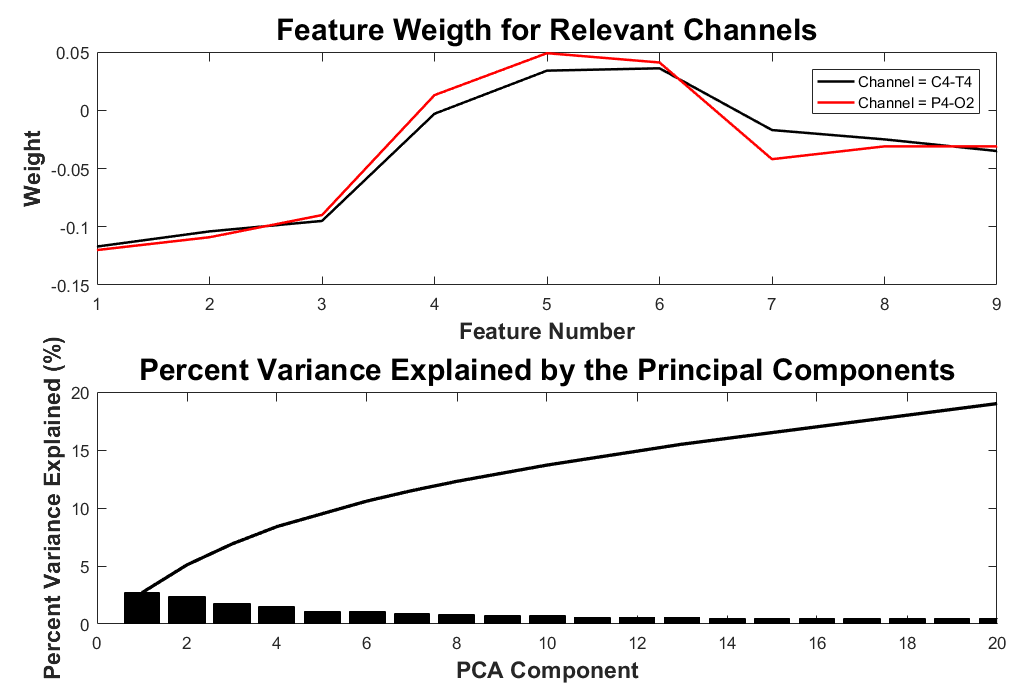 Feature Weigth for Relevant Channels
0.05
0
-0.05
-0.1
-0.15
Weight
Channel = C4-T4
Channel = P4-O2
1 2 3 4 5 6 7 8 9
Feature Number
Percent Variance Explained by the Principal Components
20
15
10
5
0
Percent Variance Explained (%)
0 2 4 6 8 10 12 14 16 18 20
PCA Component